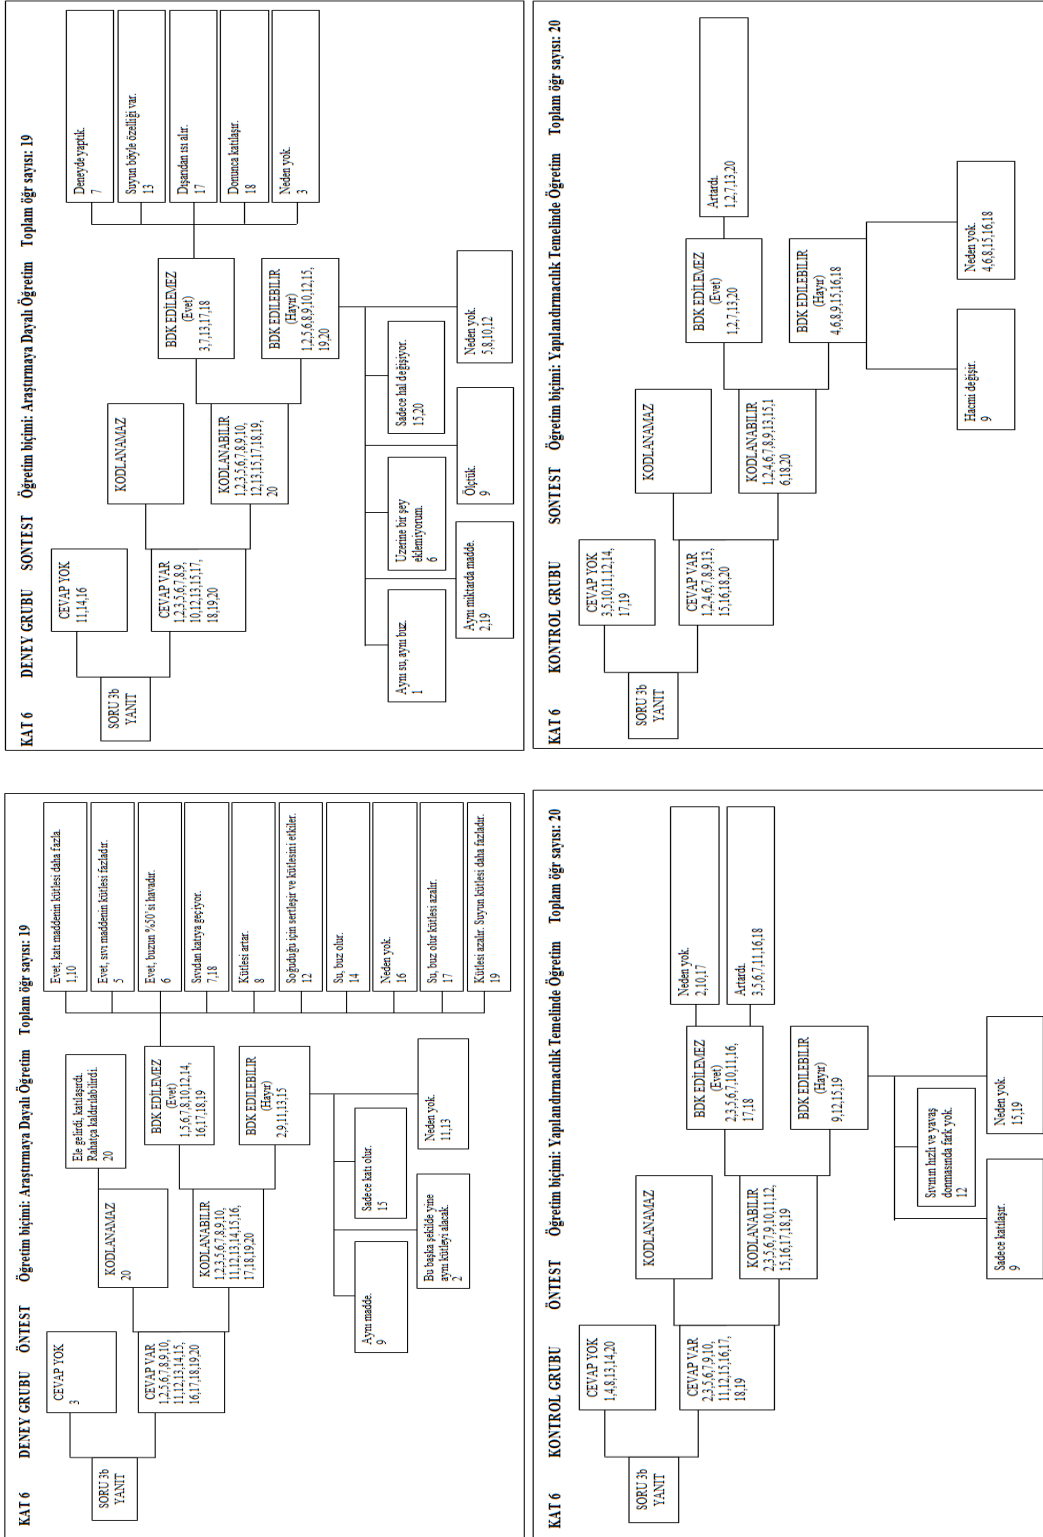 KAT 6 DENEY GRUBU ÖNTEST Öğretim biçimi: Araştırmaya Dayalı Öğretim Toplam öğr sayısı: 19
SORU 3b
YANIT
CEVAP YOK
3
CEVAP VAR
1,2,5,6,7,8,9,10,
11,12,13,14,15,
16,17,18,19,20
KODLANAMAZ
20
Ele gelirdi, katılaşırdı.
Rahatça kaldırılabilirdi.
20
KODLANABILIR
1,2,3,5,6,7,8,9,10,
11,12,13,14,15,16,
17,18,19,20
BDK EDİLEMEZ
(Evet)
1,5,6,7,8,10,12,14,
16,17,18,19
Evet, katı maddenin kütlesi daha fazla.
1,10
Evet, sıvı maddenin kütlesi fazladır.
5
Evet, buzun %50'si havadır.
6
Sıvıdan katıya geçiyor.
7,18
Kütlesi artar.
8
Soğuduğu için sertleşir ve kütlesini etkiler.
12
Su, buz olur.
14
Neden yok.
16
Su, buz olur kütlesi azalır.
17
Kütlesi azalır. Suyun kütlesi daha fazladır.
19
BDK EDILEBILIR
(Hayır)
2,9,11,13,15
Aynı madde.
9
Bu başka şekilde yine
aynı kütleyi alacak.
2
Sadece katı olur.
15
Neden yok.
11,13
KAT 6 DENEY GRUBU SONTEST Öğretim biçimi: Araştırmaya Dayalı Öğretim Toplam öğr sayısı: 19
SORU 3b
YANIT
CEVAP YOK
11,14,16
CEVAP VAR
1,2,3,5,6,7,8,9,
10,12,13,15,17,
18,19,20
KODLANAMAZ
KODLANABILIR
1,2,3,5,6,7,8,9,10,
12,13,15,17,18,19,
20
BDK EDİLEMEZ
(Evet)
3,7,13,17,18
Deneyde yaptık.
7
Suyun böyle özelliği var.
13
Dışarıdan ısı alır.
17
Donunca katılaşır.
18
Neden yok.
3
BDK EDILEBILIR
(Hayır)
1,2,5,6,8,9,10,12,15,
19,20
Aynı su, aynı buz.
1
Aynı miktarda madde.
2,19
Üzerine bir şey
eklemiyorum.
6
Ölçtük.
9
Sadece hal değişiyor.
15,20
Neden yok.
5,8,10,12
KAT 6 KONTROL GRUBU ÖNTEST Öğretim biçimi: Yapılandırmacılık Temelinde Öğretim Toplam öğr sayısı: 20
SORU 3b
YANIT
CEVAP YOK
1,4,8,13,14,20
CEVAP VAR
2,3,5,6,7,9,10,
11,12,15,16,17,
18,19
KODLANAMAZ
KODLANABILIR
2,3,5,6,7,9,10,11,12,
15,16,17,18,19
BDK EDİLEMEZ
(Evet)
2,3,5,6,7,10,11,16,
17,18
Neden yok.
2,10,17
Artardı.
3,5,6,7,11,16,18
BDK EDILEBILIR
(Hayır)
9,12,15,19
Sadece katılaşır.
9
Sıvının hızlı ve yavaş
donmasında fark yok.
12
Neden yok.
15,19
KAT 6 KONTROL GRUBU SONTEST Öğretim biçimi: Yapılandırmacılık Temelinde Öğretim Toplam öğr sayısı: 20
SORU 3b
YANIT
CEVAP YOK
3,5,10,11,12,14,
17,19
CEVAP VAR
1,2,4,6,7,8,9,13,
15,16,18,20
KODLANAMAZ
KODLANABILIR
1,2,4,6,7,8,9,13,15,1
6,18,20
BDK EDİLEMEZ
(Evet)
1,2,7,13,20
Artardı.
1,2,7,13,20
BDK EDILEBILIR
(Hayır)
4,6,8,9,15,16,18
Hacmi değişir.
9
Neden yok.
4,6,8,15,16,18